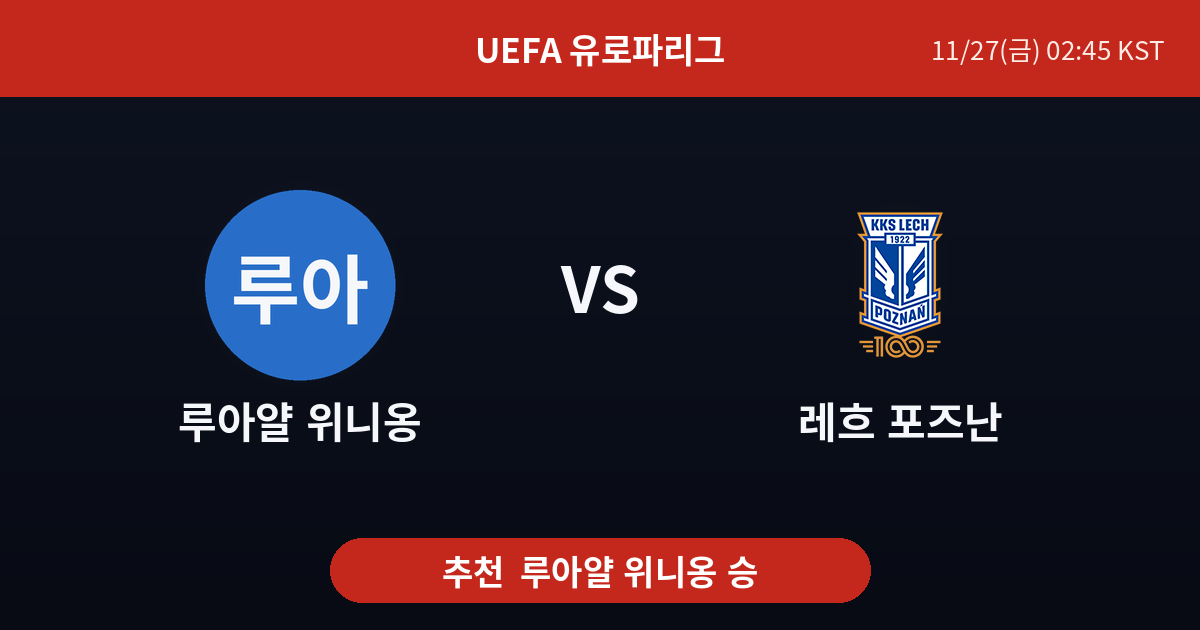 UEFA 유로파리그
11/27(금) 02:45 KST
루아
VS
KKS LECH
1922
POZNAŃ
100
루아얄 위니옹
레흐 포즈난
추천 루아얄 위니옹 승